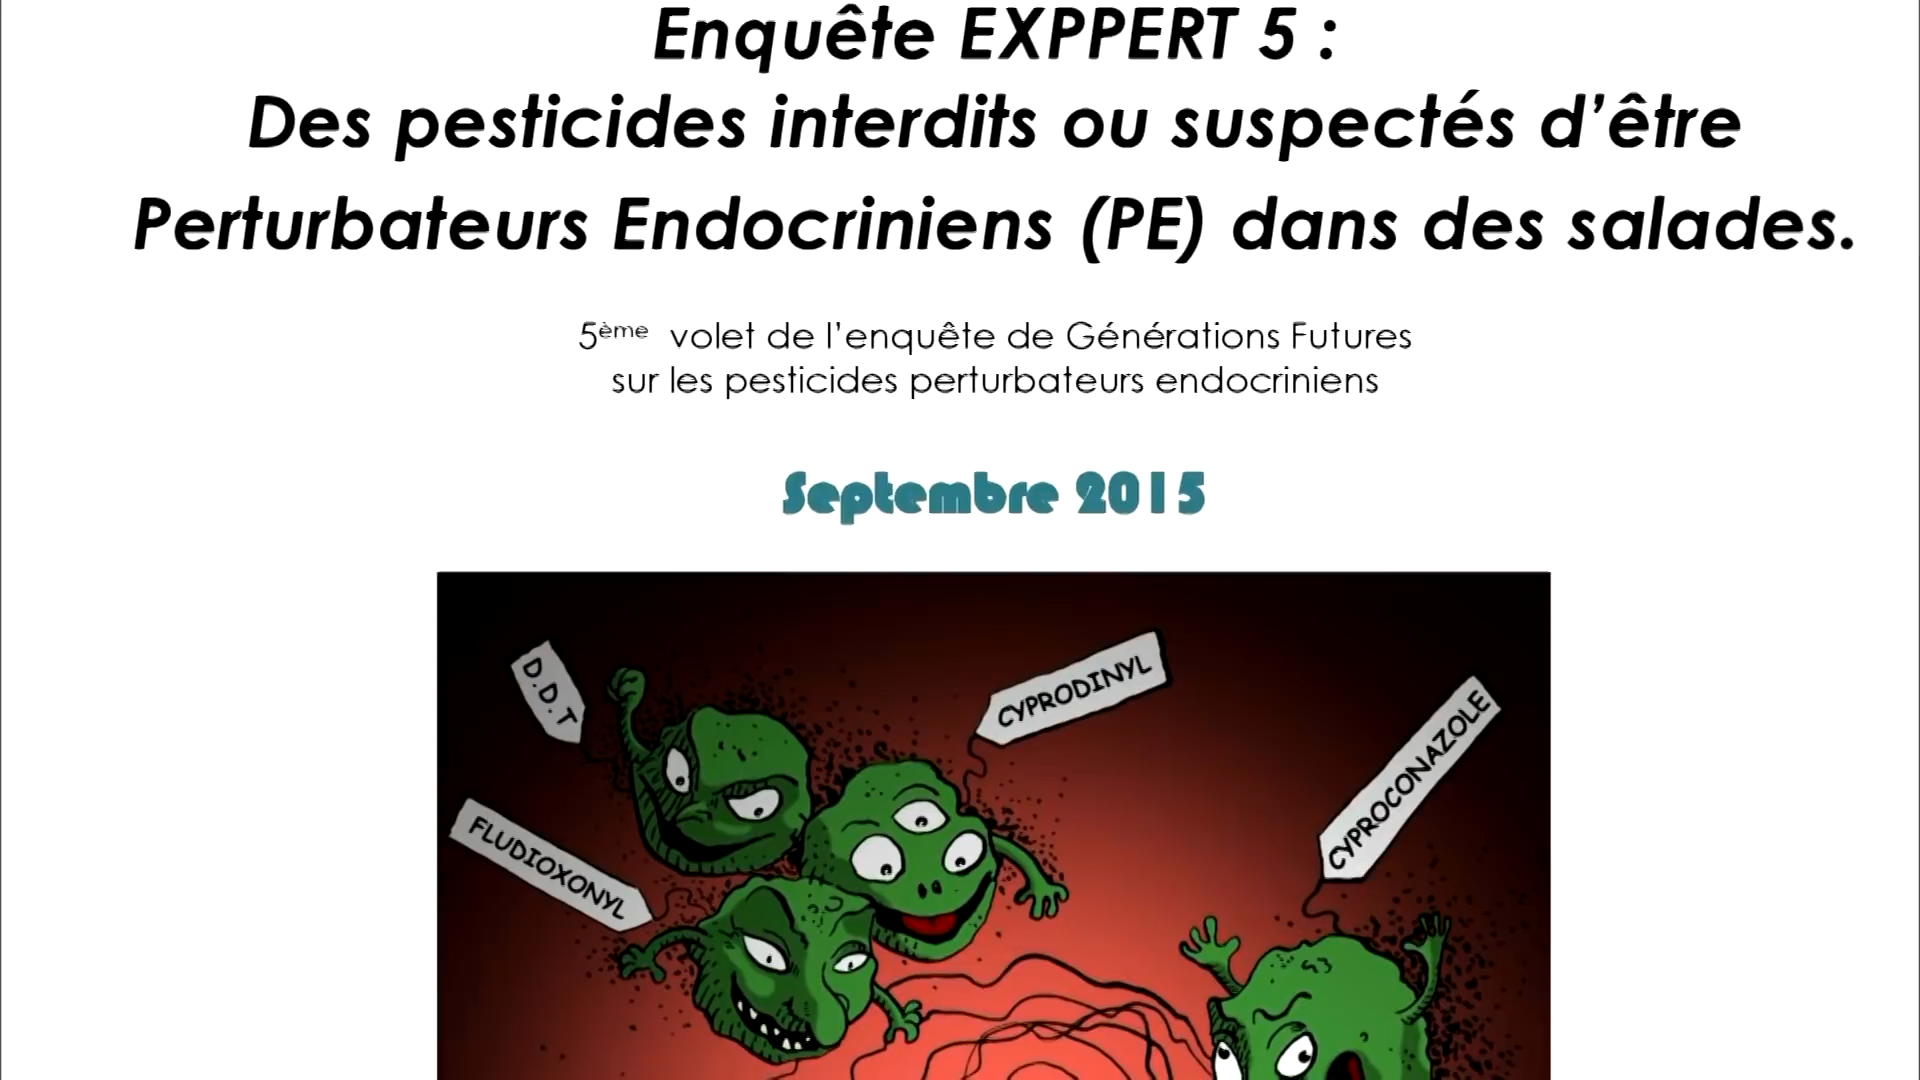 Enquête EXPPERT 5 :
Des pesticides interdits ou suspectés d’être
Perturbateurs Endocriniens (PE) dans des salades.
5ème volet de l’enquête de Générations Futures
sur les pesticides perturbateurs endocriniens
Septembre 2015
D.D.T
CYPRODINYL
CYPROCONAZOLE
FLUDIOXONYL